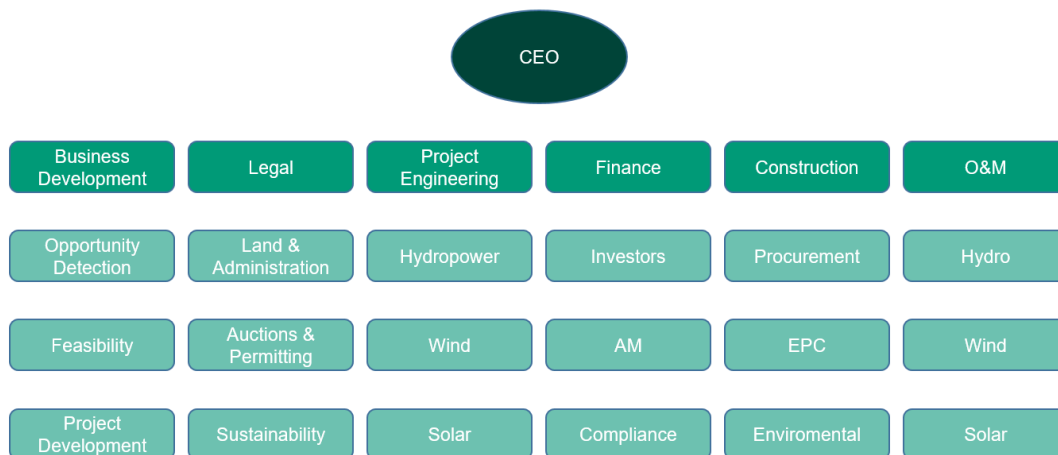 CEO
Business
Development
Legal
Project
Engineering
Finance
Construction
O&M
Opportunity
Detection
Land &
Administration
Hydropower
Investors
Procurement
Hydro
Feasibility
Auctions &
Permitting
Wind
AM
EPC
Wind
Project
Development
Sustainability
Solar
Compliance
Enviromental
Solar